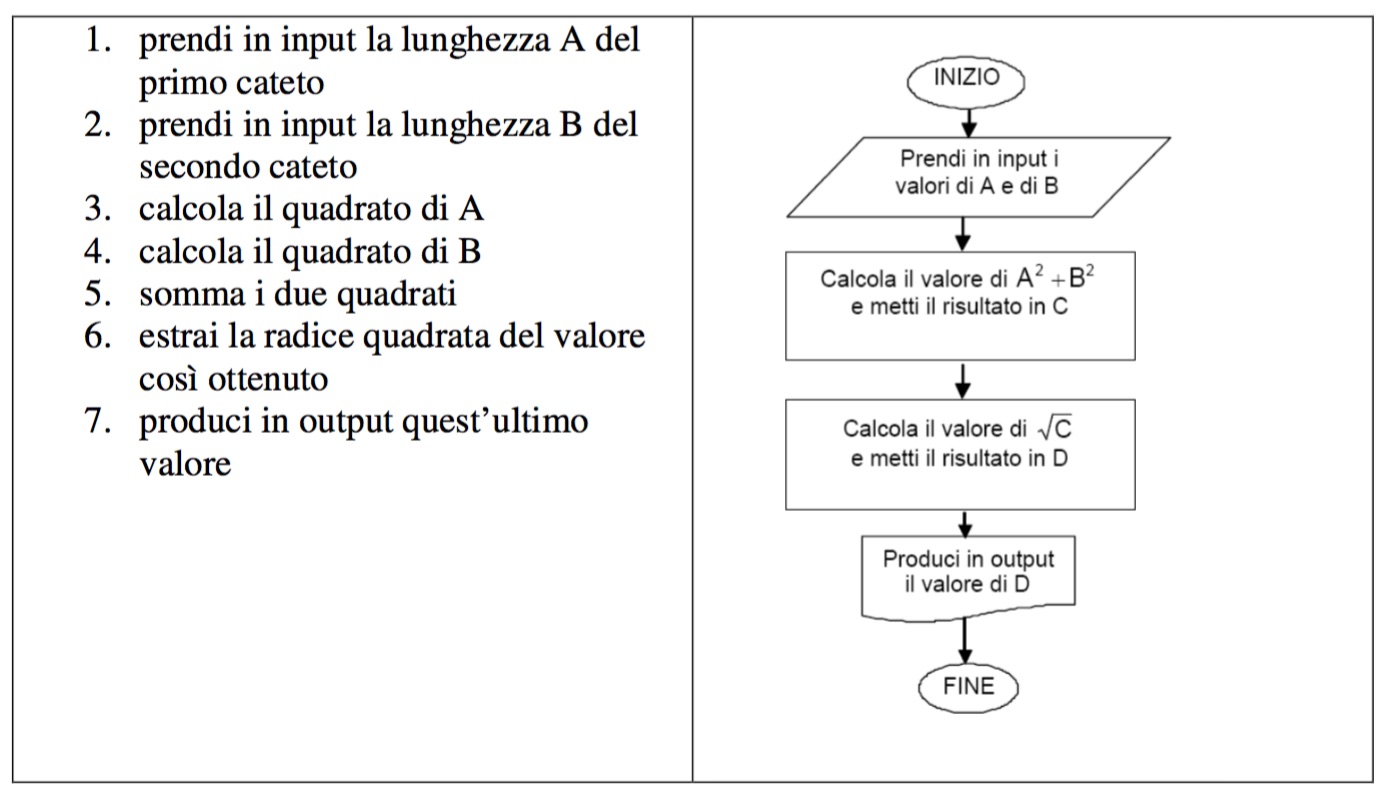 1. prendi in input la lunghezza A del
primo cateto
2. prendi in input la lunghezza B del
secondo cateto
3. calcola il quadrato di A
4. calcola il quadrato di B
5. somma i due quadrati
6. estrai la radice quadrata del valore
così ottenuto
7. produci in output quest’ultimo
valore
INIZIO
Prendi in input i
valori di A e di B
Calcola il valore di A² +B²
e metti il risultato in C
Calcola il valore di √C
e metti il risultato in D
Produci in output
il valore di D
FINE